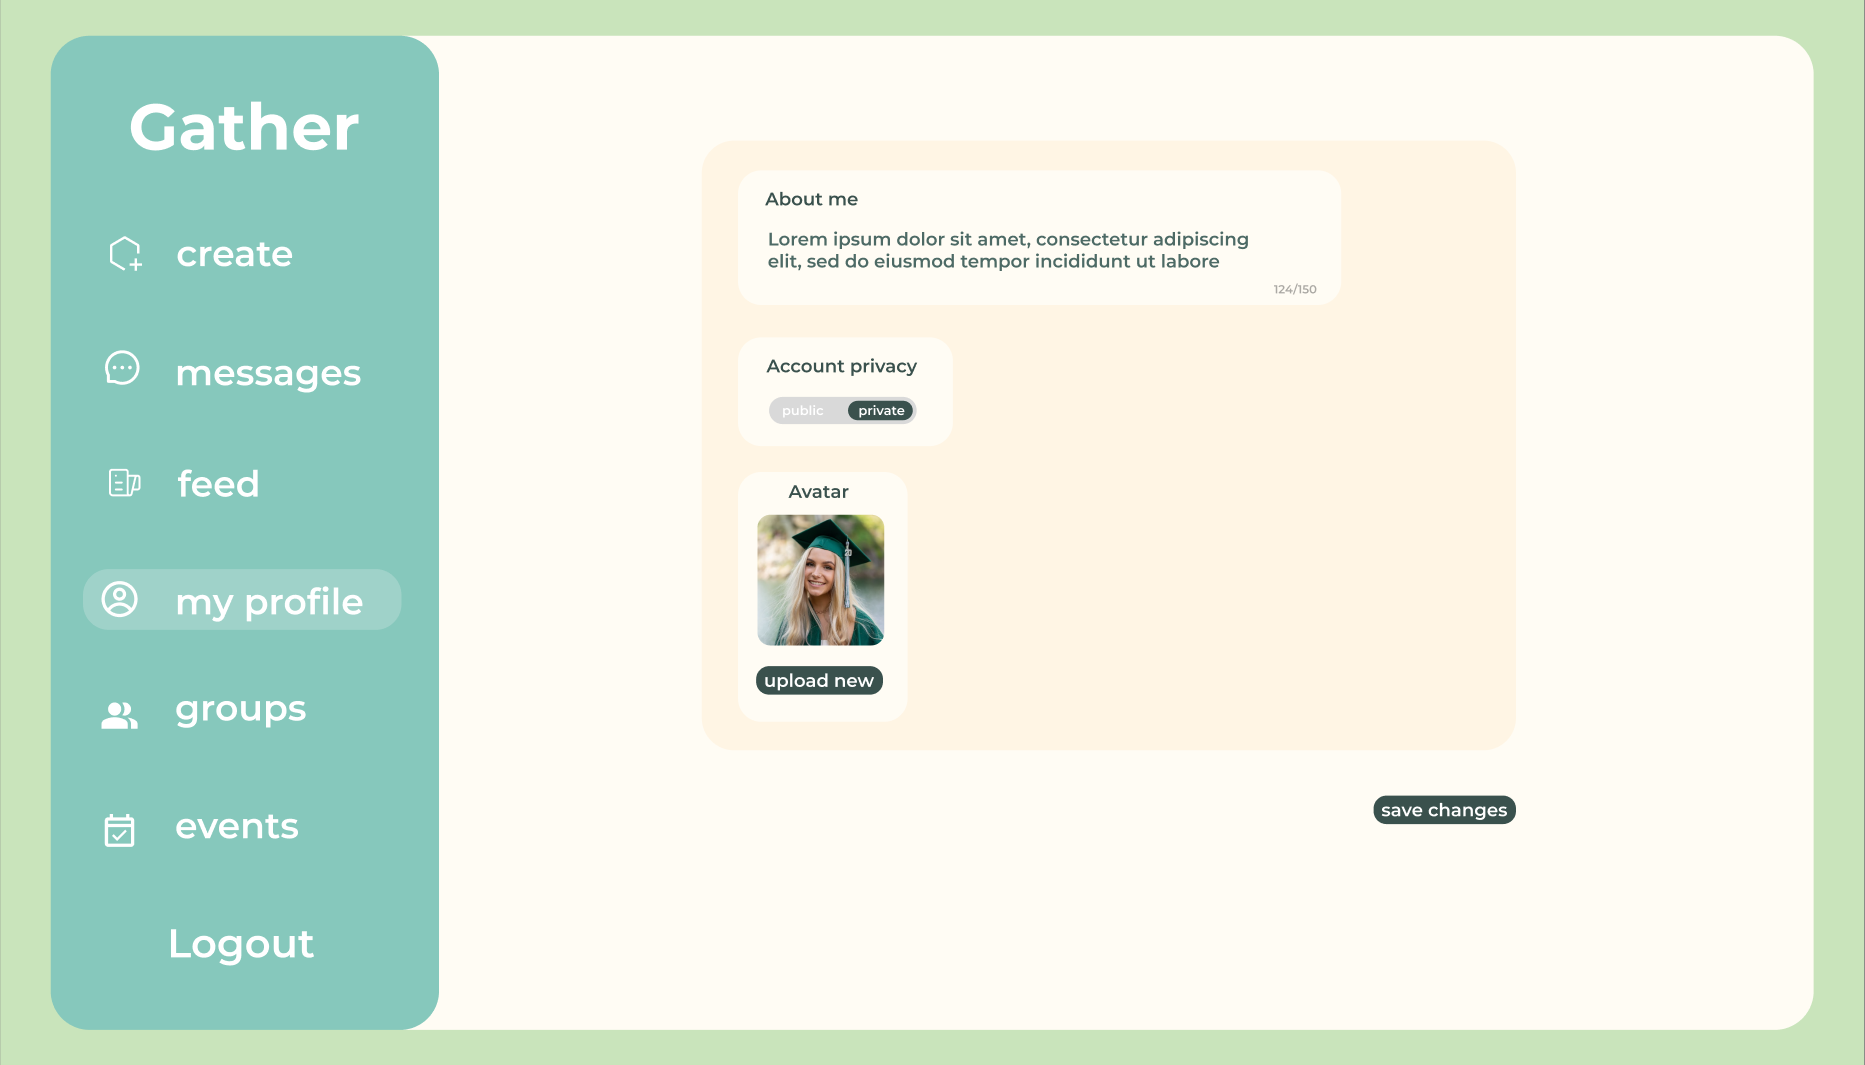 Gather
create
messages
feed
my profile
groups
events
Logout
About me
Lorem ipsum dolor sit amet, consectetur adipiscing
elit, sed do eiusmod tempor incididunt ut labore
124/150
Account privacy
public private
Avatar
upload new
save changes